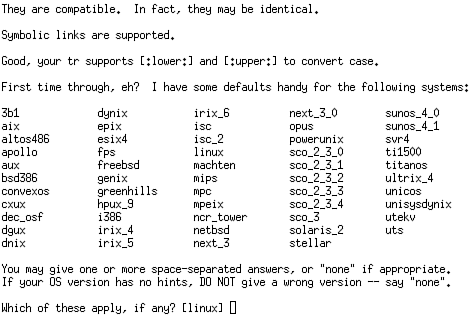 They are compatible.  In fact, they may be identical.
Symbolic links are supported.
Good, your tr supports [:lower:] and [:upper:] to convert case.
First time through, eh?  I have some defaults handy for the following systems:
3b1 dynix irix_6 next_3_0 sunos_4_0
aix epix isc opus sunos_4_1
altos486 esix4 isc_2 powerunix svr4
apollo fps linux sco_2_3_0 ti1500
aux freebsd machten sco_2_3_1 titanos
bsd386 genix mips sco_2_3_2 ultrix_4
convexos greenhills mpc sco_2_3_3 unicos
cxux hpux_9 mpeix sco_2_3_4 unisysdynix
dec_osf i386 ncr_tower sco_3 utekv
dgux irix_4 netbsd solaris_2 uts
dnix irix_5 next_3 stellar
You may give one or more space-separated answers, or "none" if appropriate.
If your OS version has no hints, DO NOT give a wrong version -- say "none".
Which of these apply, if any? [linux]